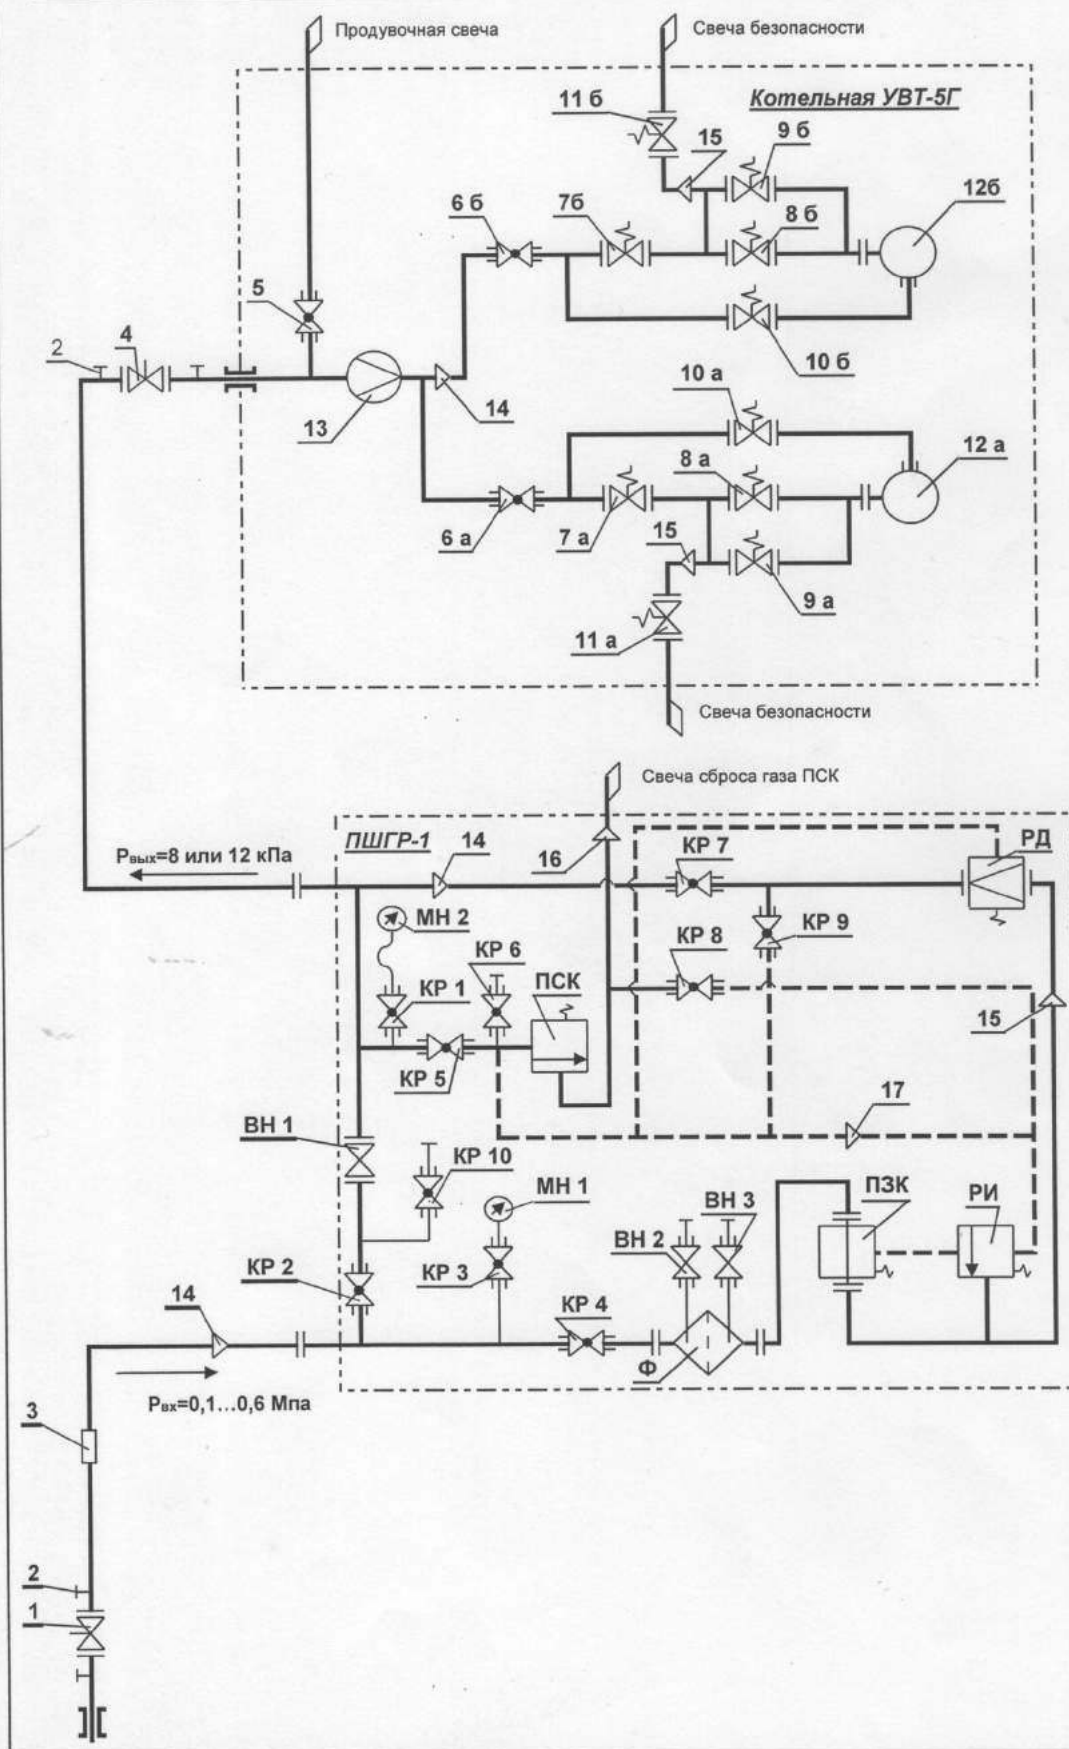 Продувочная свеча
Свеча безопасности
Котельная УВТ-5Г
11 б
15
9 б
6 б
7б
8 б
12б
5
2
4
10 б
10 а
13
14
8 а
12 а
6 а
7 а
15
9 а
11 а
Свеча безопасности
Свеча сброса газа ПСК
ПШГР-1
14
16
КР 7
РД
Рвых=8 или 12 кПа
МН 2
КР 6
КР 8
КР 9
КР 1
ПСК
15
КР 5
17
ВН 1
КР 10
МН 1
ВН 2
ВН 3
ПЗК
РИ
КР 2
КР 3
14
КР 4
Ф
Рвх=0,1...0,6 Мпа
3
2
1